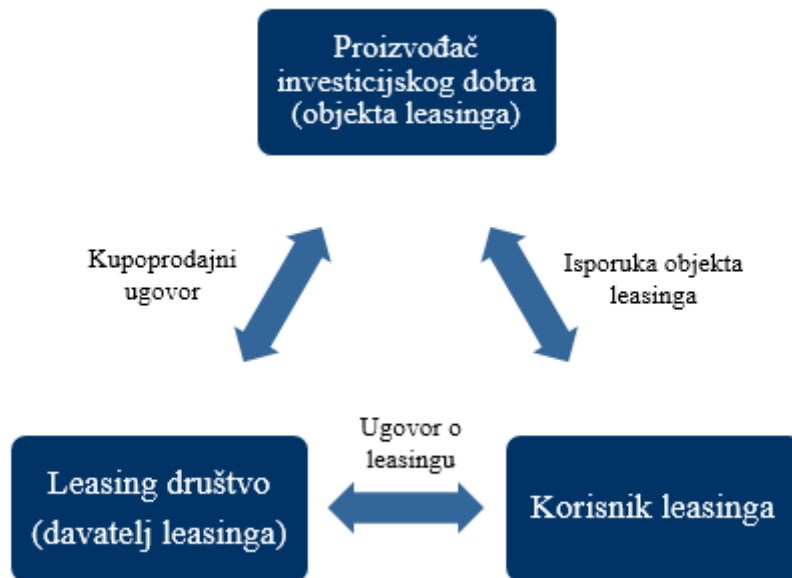 Proizvođač
investicijskog dobra
(objekta leasinga)
Kupoprodajni
ugovor
Isporuka objekta
leasinga
Ugovor o
leasingu
Leasing društvo
(davatelj leasinga)
Korisnik leasinga